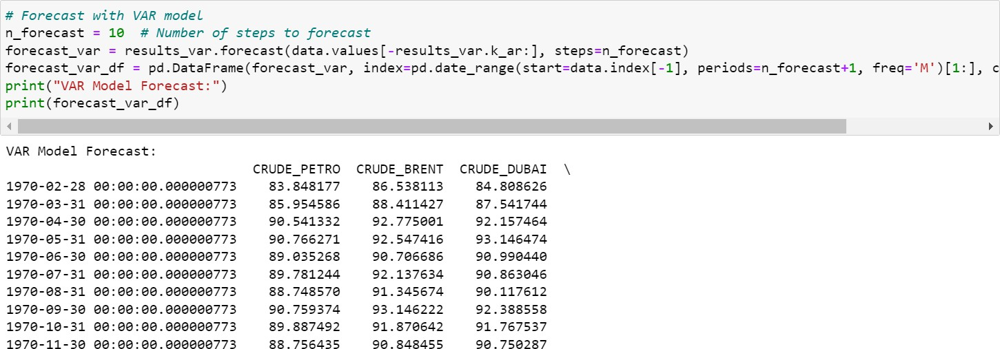 # Forecast with VAR model
n_forecast = 10  # Number of steps to forecast
forecast_var = results_var.forecast(data.values[-results_var.k_ar:], steps=n_forecast)
forecast_var_df = pd.DataFrame(forecast_var, index=pd.date_range(start=data.index[-1], periods=n_forecast+1, freq='M')[1:], c
print("VAR Model Forecast:")
print(forecast_var_df)
VAR Model Forecast:
                               CRUDE_PETRO  CRUDE_BRENT  CRUDE_DUBAI  \
1970-02-28 00:00:00.000000773    83.848177    86.538113    84.808626
1970-03-31 00:00:00.000000773    85.954586    88.411427    87.541744
1970-04-30 00:00:00.000000773    90.541332    92.775001    92.157464
1970-05-31 00:00:00.000000773    90.766271    92.547416    93.146474
1970-06-30 00:00:00.000000773    89.035268    90.706686    90.990440
1970-07-31 00:00:00.000000773    89.781244    92.137634    90.863046
1970-08-31 00:00:00.000000773    88.748570    91.345674    90.117612
1970-09-30 00:00:00.000000773    90.759374    93.146222    92.388558
1970-10-31 00:00:00.000000773    89.887492    91.870642    91.767537
1970-11-30 00:00:00.000000773    88.756435    90.848455    90.750287